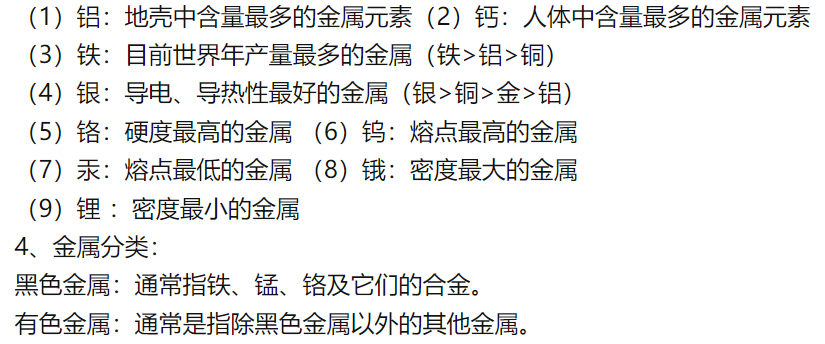 （1）铝：地壳中含量最多的金属元素（2）钙：人体中含量最多的金属元素
（3）铁：目前世界年产量最多的金属（铁>铝>铜）
（4）银：导电、导热性最好的金属（银>铜>金>铝）
（5）铬：硬度最高的金属 （6）钨：熔点最高的金属
（7）汞：熔点最低的金属 （8）锇：密度最大的金属
（9）锂 ：密度最小的金属
4、金属分类：
黑色金属：通常指铁、锰、铬及它们的合金。
有色金属：通常是指除黑色金属以外的其他金属。